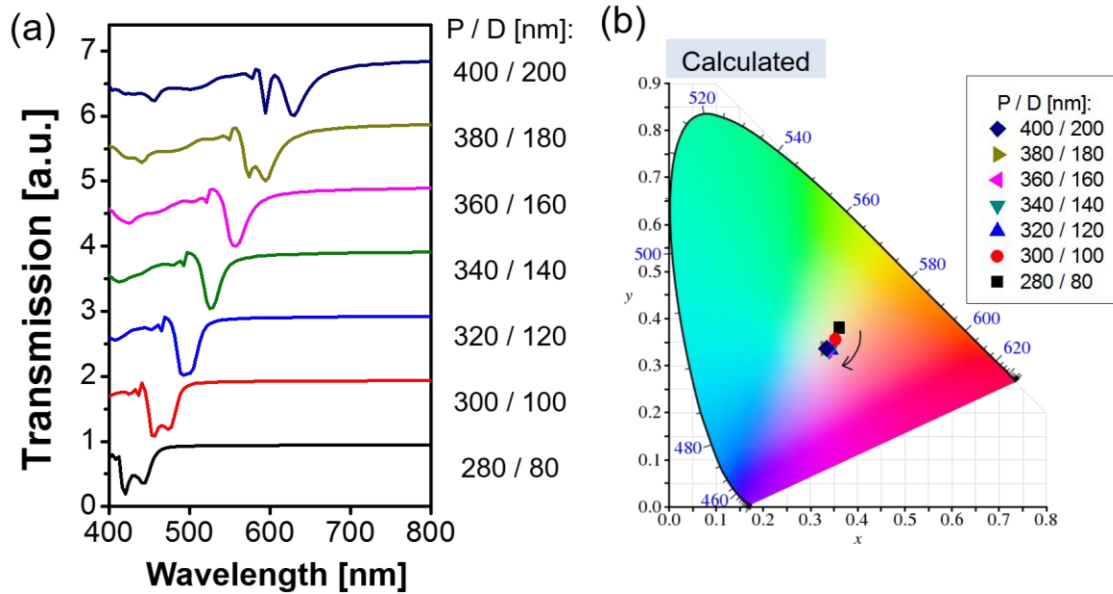 (a)
P / D [nm]:
7
400 / 200
6
380 / 180
5
360 / 160
4
340 / 140
3
320 / 120
2
300 / 100
1
280 / 80
0
400 500 600 700 800
Transmission [a.u.]
Wavelength [nm]
(b)
Calculated
P / D [nm]:
400 / 200
380 / 180
360 / 160
340 / 140
320 / 120
300 / 100
280 / 80
0.9
0.8
0.7
0.6
0.5
0.4
0.3
0.2
0.1
0.0
y
520
540
560
500
580
600
620
480
460
0.0 0.1 0.2 0.3 0.4 0.5 0.6 0.7 0.8
x